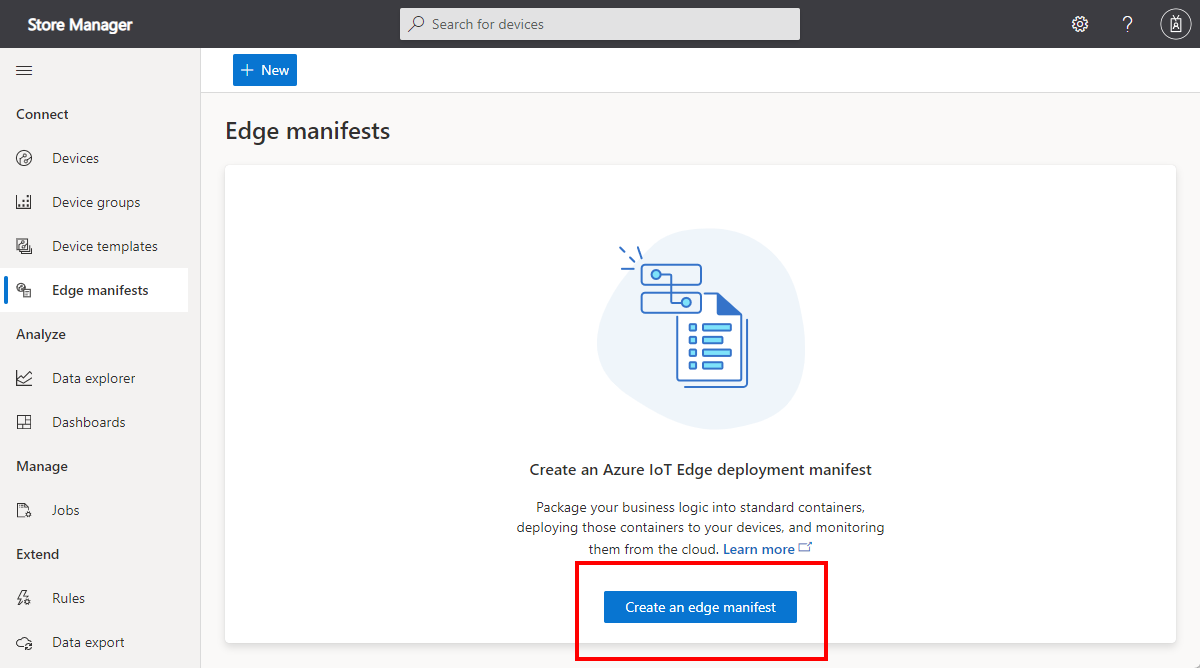 Store Manager
Search for devices
?
New
Connect
Devices
Device groups
Device templates
Edge manifests
Analyze
Data explorer
Dashboards
Manage
Jobs
Extend
Rules
Data export
Edge manifests
Create an Azure IoT Edge deployment manifest
Package your business logic into standard containers,
deploying those containers to your devices, and monitoring
them from the cloud. Learn more
Create an edge manifest